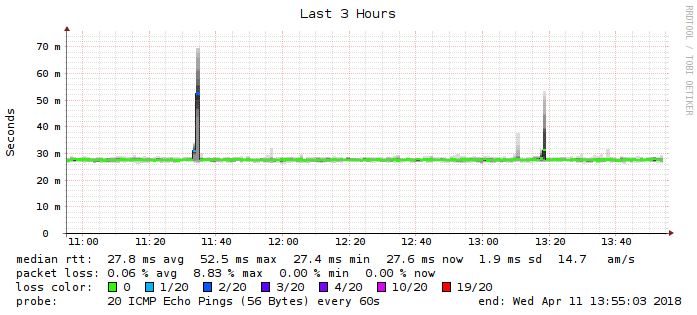 Last 3 Hours
RRDTOOL / TOBI OETIKER
Seconds
70 m
60 m
50 m
40 m
30 m
20 m
10 m
0
11:00 11:20 11:40 12:00 12:20 12:40 13:00 13:20 13:40
median rtt: 27.8 ms avg 52.5 ms max 27.4 ms min 27.6 ms now 1.9 ms sd 14.7 am/s
packet loss: 0.06 % avg 8.83 % max 0.00 % min 0.00 % now
loss color: 0 1/20 2/20 3/20 4/20 10/20 19/20
probe: 20 ICMP Echo Pings (56 Bytes) every 60s end: Wed Apr 11 13:55:03 2018